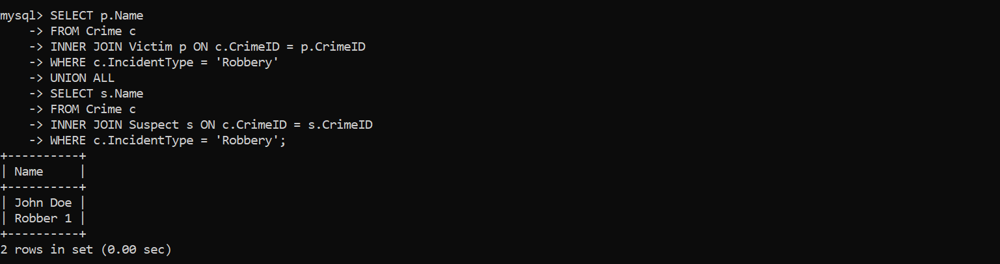 mysql> SELECT p.Name
    -> FROM Crime c
    -> INNER JOIN Victim p ON c.CrimeID = p.CrimeID
    -> WHERE c.IncidentType = 'Robbery'
    -> UNION ALL
    -> SELECT s.Name
    -> FROM Crime c
    -> INNER JOIN Suspect s ON c.CrimeID = s.CrimeID
    -> WHERE c.IncidentType = 'Robbery';
+----------+
| Name     |
+----------+
| John Doe |
| Robber 1 |
+----------+
2 rows in set (0.00 sec)